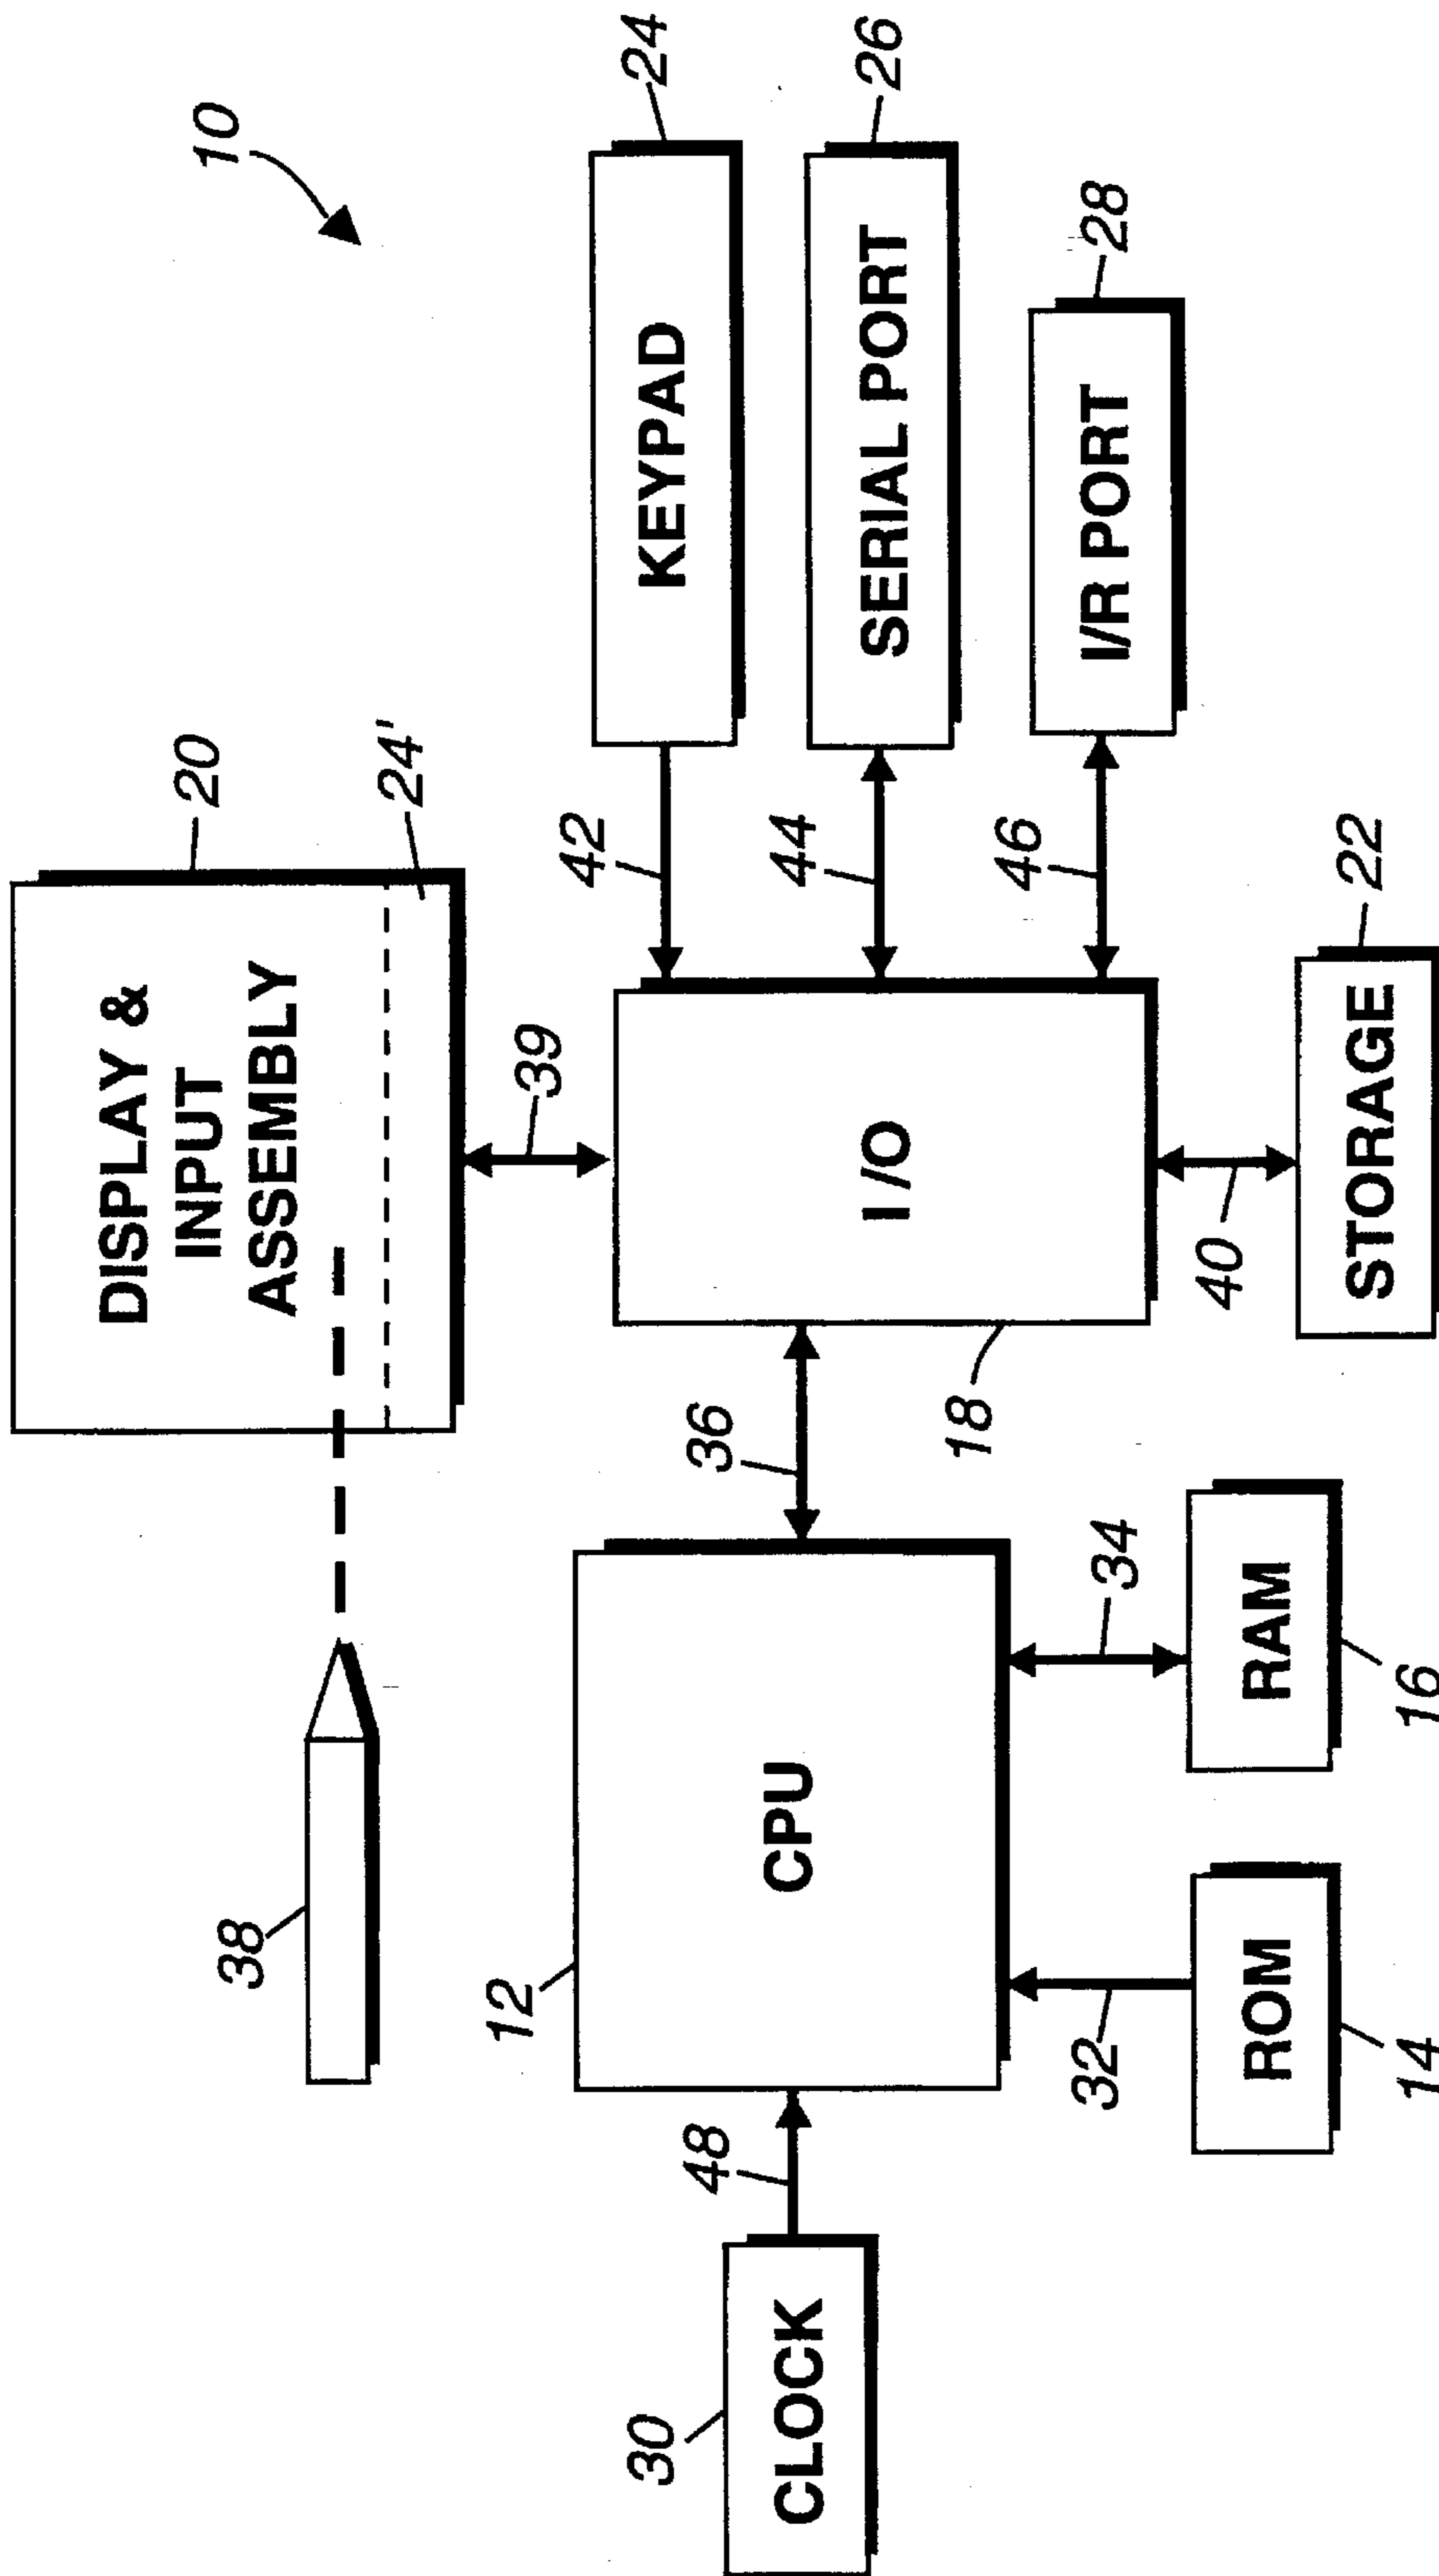 10
DISPLAY &
INPUT
ASSEMBLY
20
24'
38
39
12
CPU
36
I/O
18
42
KEYPAD
24
44
SERIAL PORT
26
46
I/R PORT
28
30
CLOCK
48
32
34
40
ROM
14
RAM
16
STORAGE
22